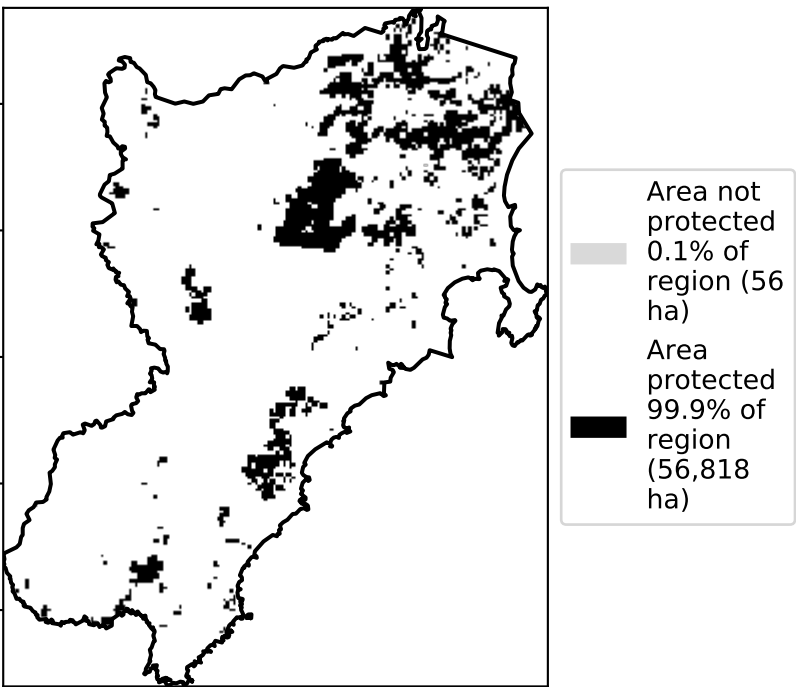 Area not
protected
0.1% of
region (56
ha)
Area
protected
99.9% of
region
(56,818
ha)